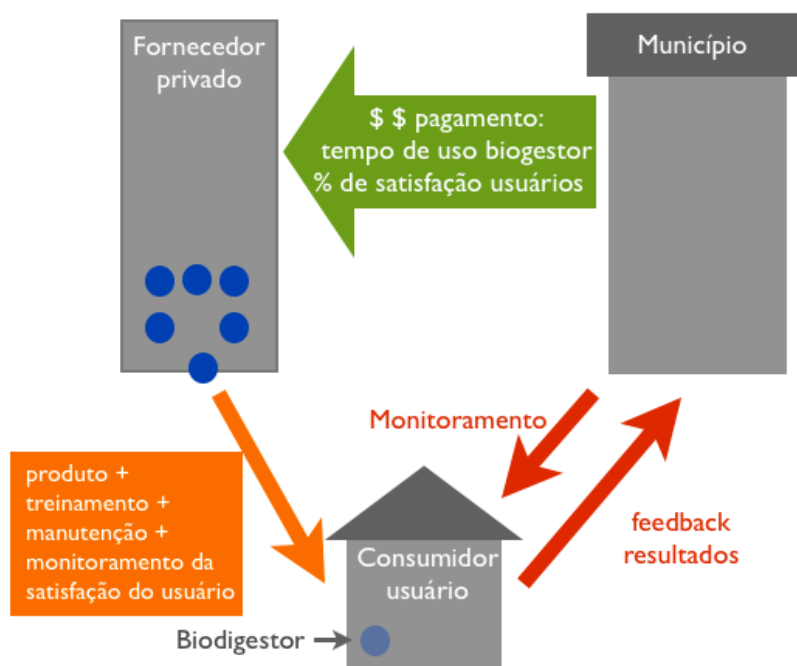 Fornecedor
privado
Município
$ $ pagamento:
tempo de uso biogestor
% de satisfação usuários
Monitoramento
produto +
treinamento +
manutenção +
monitoramento da
satisfação do usuário
feedback
resultados
Consumidor
usuário
Biodigestor